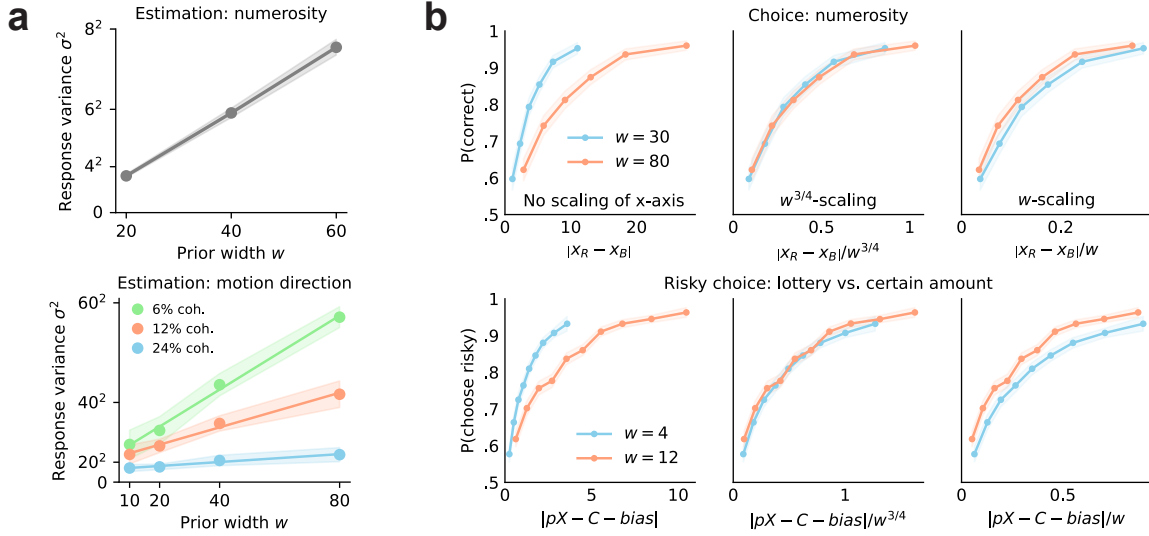 a
Estimation: numerosity
Response variance σ²
8²
6²
4²
0
20
40
60
Prior width w
Estimation: motion direction
Response variance σ²
60²
40²
20²
0
6% coh.
12% coh.
24% coh.
10
20
40
80
Prior width w
b
Choice: numerosity
P(correct)
1
.9
.8
.7
.6
.5
w = 30
w = 80
No scaling of x-axis
0
10
20
|x_R − x_B|
w^{3/4}-scaling
0
0.5
1
|x_R − x_B|/w^{3/4}
w-scaling
0
0.2
|x_R − x_B|/w
Risky choice: lottery vs. certain amount
P(choose risky)
1
.9
.8
.7
.6
.5
w = 4
w = 12
0
5
10
|pX − C − bias|
0
1
|pX − C − bias|/w^{3/4}
0
0.5
|pX − C − bias|/w